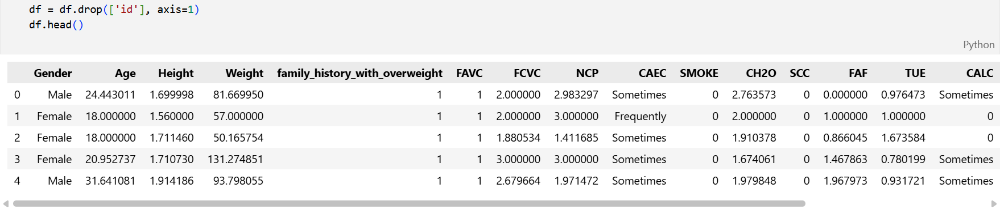 df = df.drop(['id'], axis=1)
df.head()
Python
Gender Age Height Weight family_history_with_overweight FAVC FCVC NCP CAEC SMOKE CH2O SCC FAF TUE CALC
0 Male 24.443011 1.699998 81.669950 1 1 2.000000 2.983297 Sometimes 0 2.763573 0 0.000000 0.976473 Sometimes
1 Female 18.000000 1.560000 57.000000 1 1 2.000000 3.000000 Frequently 0 2.000000 0 1.000000 1.000000 0
2 Female 18.000000 1.711460 50.165754 1 1 1.880534 1.411685 Sometimes 0 1.910378 0 0.866045 1.673584 0
3 Female 20.952737 1.710730 131.274851 1 1 3.000000 3.000000 Sometimes 0 1.674061 0 1.467863 0.780199 Sometimes
4 Male 31.641081 1.914186 93.798055 1 1 2.679664 1.971472 Sometimes 0 1.979848 0 1.967973 0.931721 Sometimes